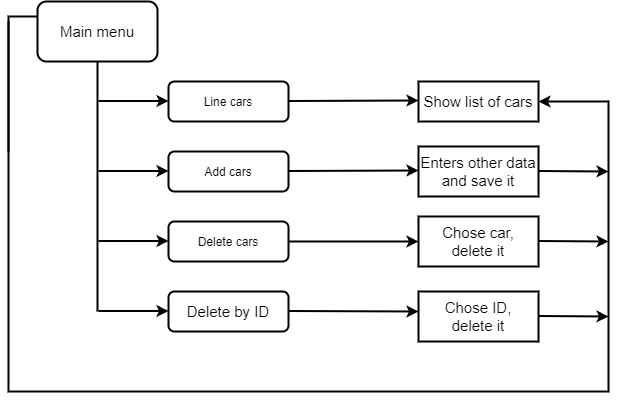 Main menu
Line cars
Show list of cars
Add cars
Enters other data
and save it
Delete cars
Chose car,
delete it
Delete by ID
Chose ID,
delete it